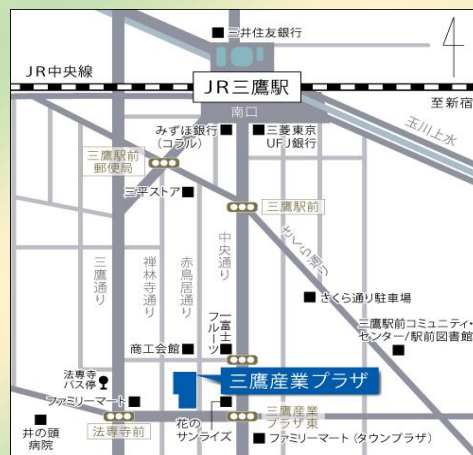 三井住友銀行
JR中央線
JR三鷹駅
至新宿
南口
玉川上水
みずほ銀行
(コラル)
三菱東京
UFJ銀行
三鷹駅前
郵便局
三平ストア
三鷹駅前
三鷹通り
禅林寺通り
赤鳥居通り
中央通り
さくら通り
さくら通り駐車場
三鷹駅前コミュニティ・
センター/駅前図書館
一富士
フルーツ
商工会館
法専寺
バス停
三鷹産業プラザ
ファミリーマート
井の頭
病院
法専寺前
花の
サンライズ
三鷹産業
プラザ東
ファミリーマート(タウンプラザ)